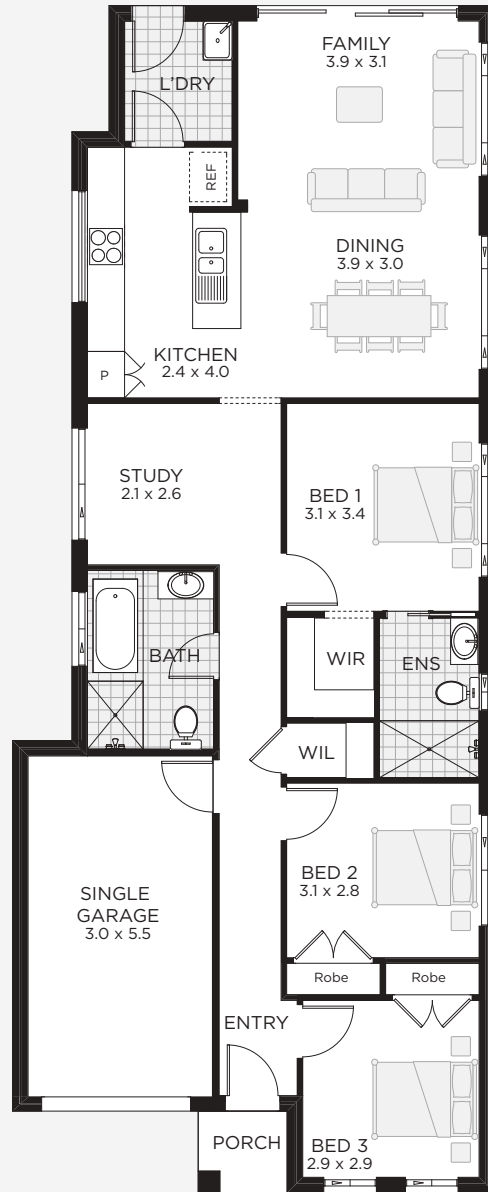 FAMILY
3.9 x 3.1
L'DRY
REF
DINING
3.9 x 3.0
KITCHEN
2.4 x 4.0
P
STUDY
2.1 x 2.6
BED 1
3.1 x 3.4
BATH
WIR
ENS
WIL
BED 2
3.1 x 2.8
SINGLE
GARAGE
3.0 x 5.5
Robe
Robe
ENTRY
PORCH
BED 3
2.9 x 2.9